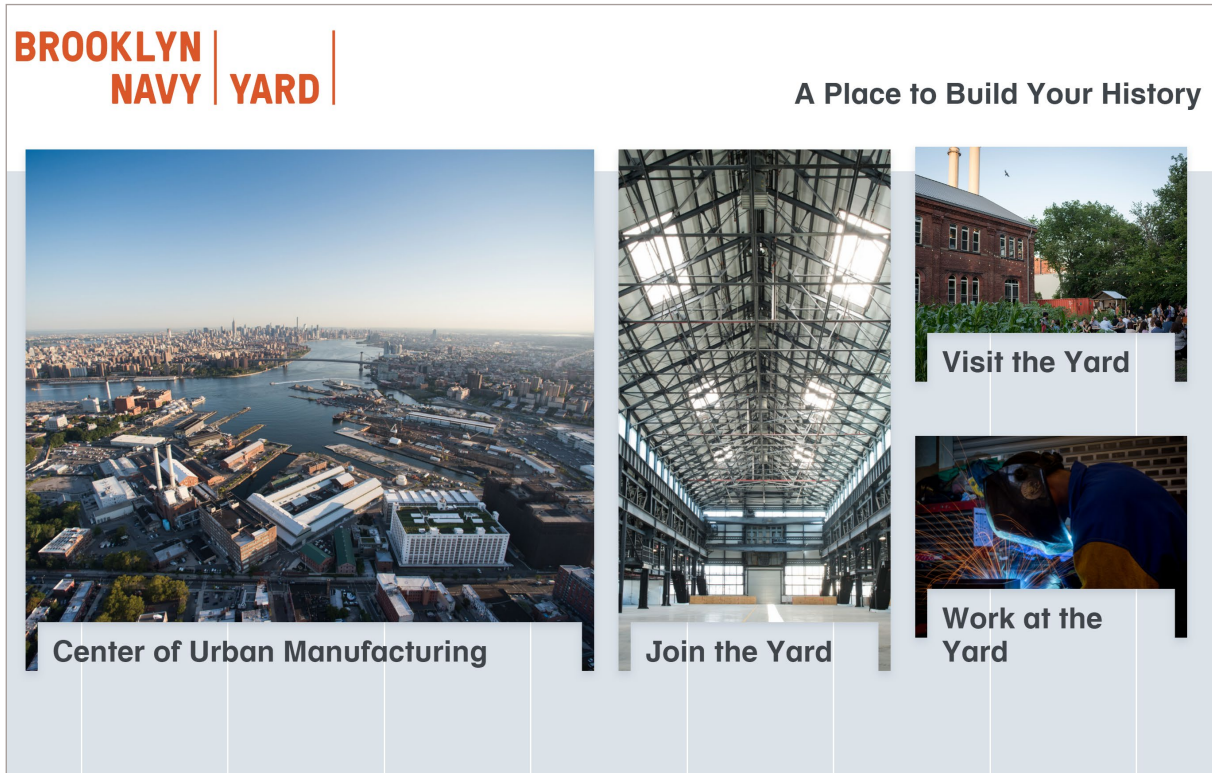 BROOKLYN
NAVY YARD
A Place to Build Your History
Center of Urban Manufacturing
Join the Yard
Visit the Yard
Work at the
Yard